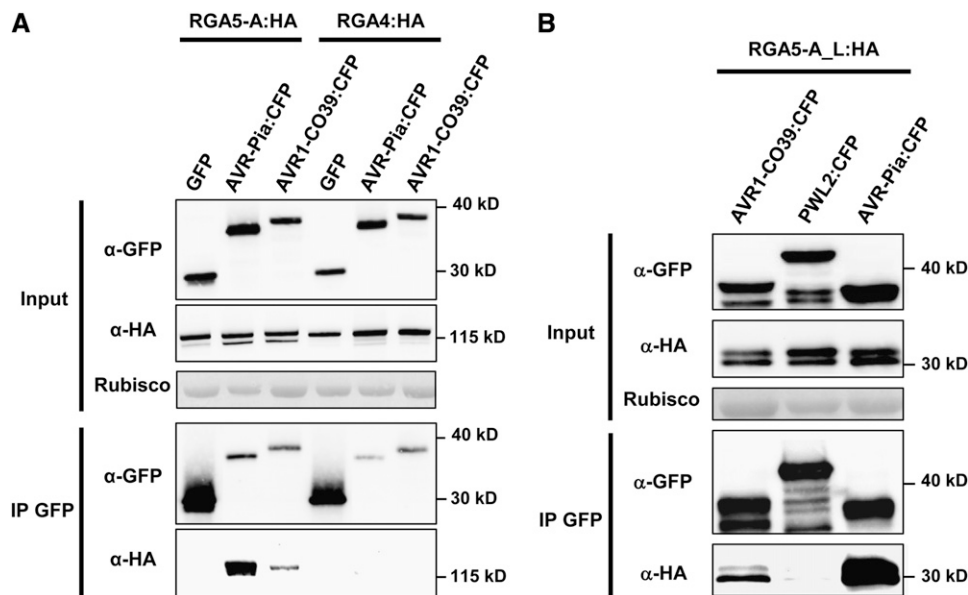 A
RGA5-A:HA RGA4:HA
GFP AVR-Pia:CFP AVR1-CO39:CFP GFP AVR-Pia:CFP AVR1-CO39:CFP
Input
α-GFP
40 kD
30 kD
α-HA
115 kD
Rubisco
IP GFP
α-GFP
40 kD
30 kD
α-HA
115 kD
B
RGA5-A_L:HA
AVR1-CO39:CFP PWL2:CFP AVR-Pia:CFP
Input
α-GFP
40 kD
α-HA
30 kD
Rubisco
IP GFP
α-GFP
40 kD
α-HA
30 kD